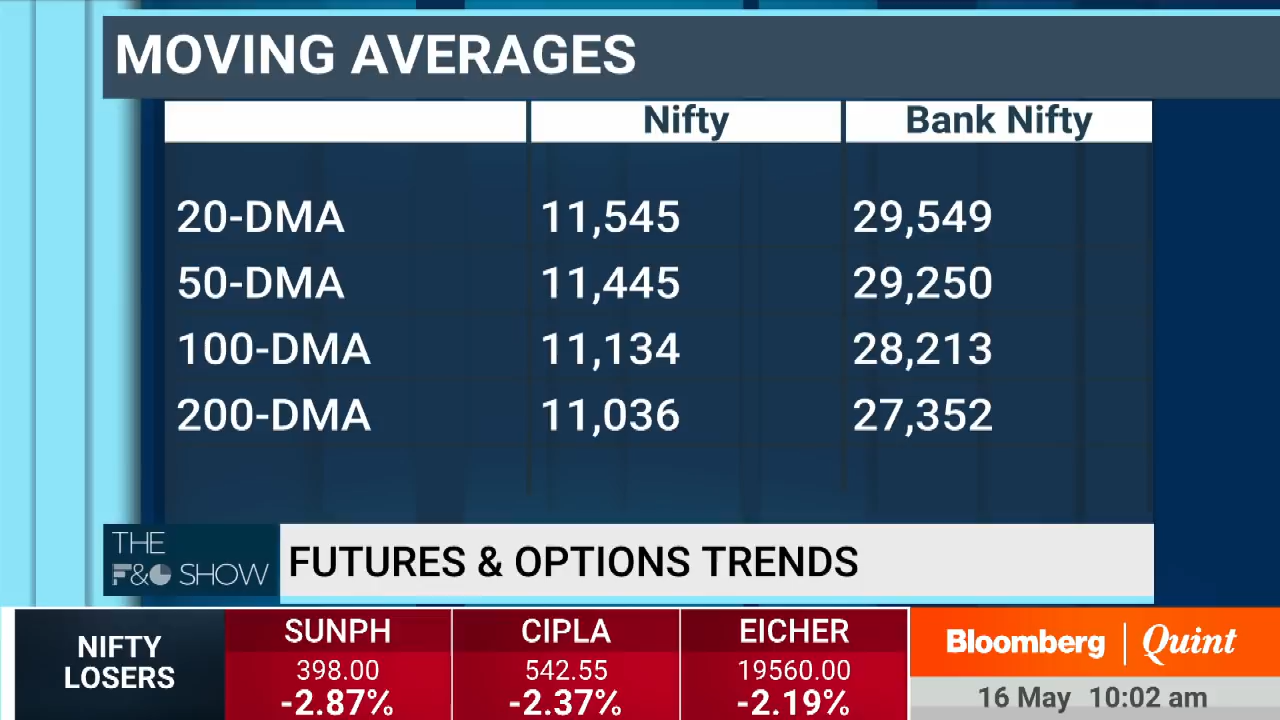 MOVING AVERAGES
Nifty Bank Nifty
20-DMA 11,545 29,549
50-DMA 11,445 29,250
100-DMA 11,134 28,213
200-DMA 11,036 27,352
THE
F&O SHOW
FUTURES & OPTIONS TRENDS
NIFTY
LOSERS
SUNPH
398.00
-2.87%
CIPLA
542.55
-2.37%
EICHER
19560.00
-2.19%
Bloomberg | Quint
16 May 10:02 am